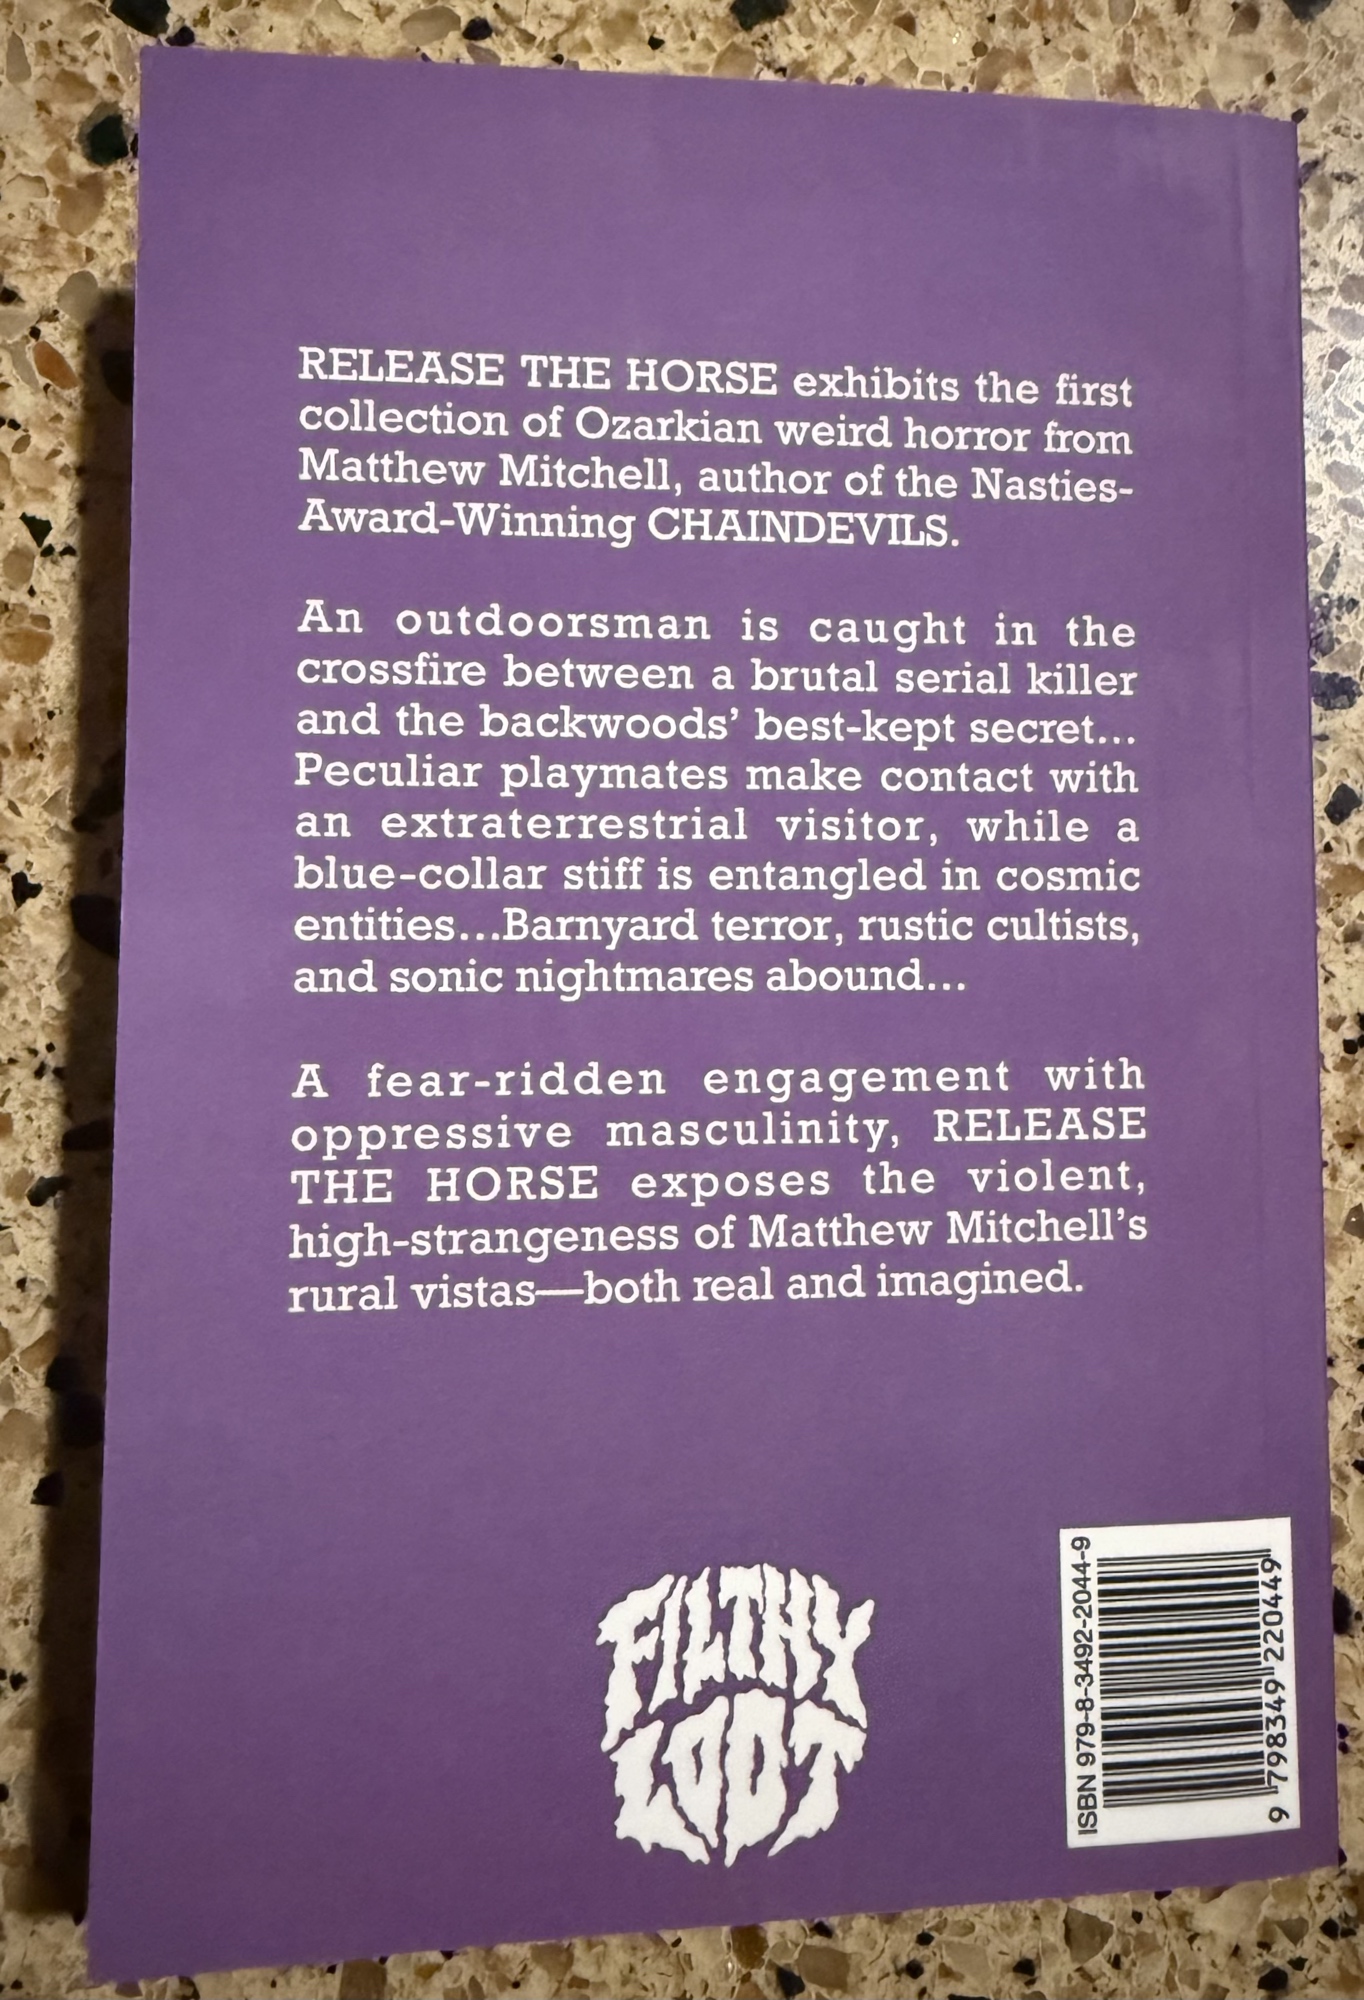 RELEASE THE HORSE exhibits the first
collection of Ozarkian weird horror from
Matthew Mitchell, author of the Nasties-
Award-Winning CHAINDEVILS.
An outdoorsman is caught in the
crossfire between a brutal serial killer
and the backwoods’ best-kept secret...
Peculiar playmates make contact with
an extraterrestrial visitor, while a
blue-collar stiff is entangled in cosmic
entities...Barnyard terror, rustic cultists,
and sonic nightmares abound...
A fear-ridden engagement with
oppressive masculinity, RELEASE
THE HORSE exposes the violent,
high-strangeness of Matthew Mitchell’s
rural vistas—both real and imagined.
FILTHY
LOOT
ISBN 979-8-3492-2044-9
9 798349 220449